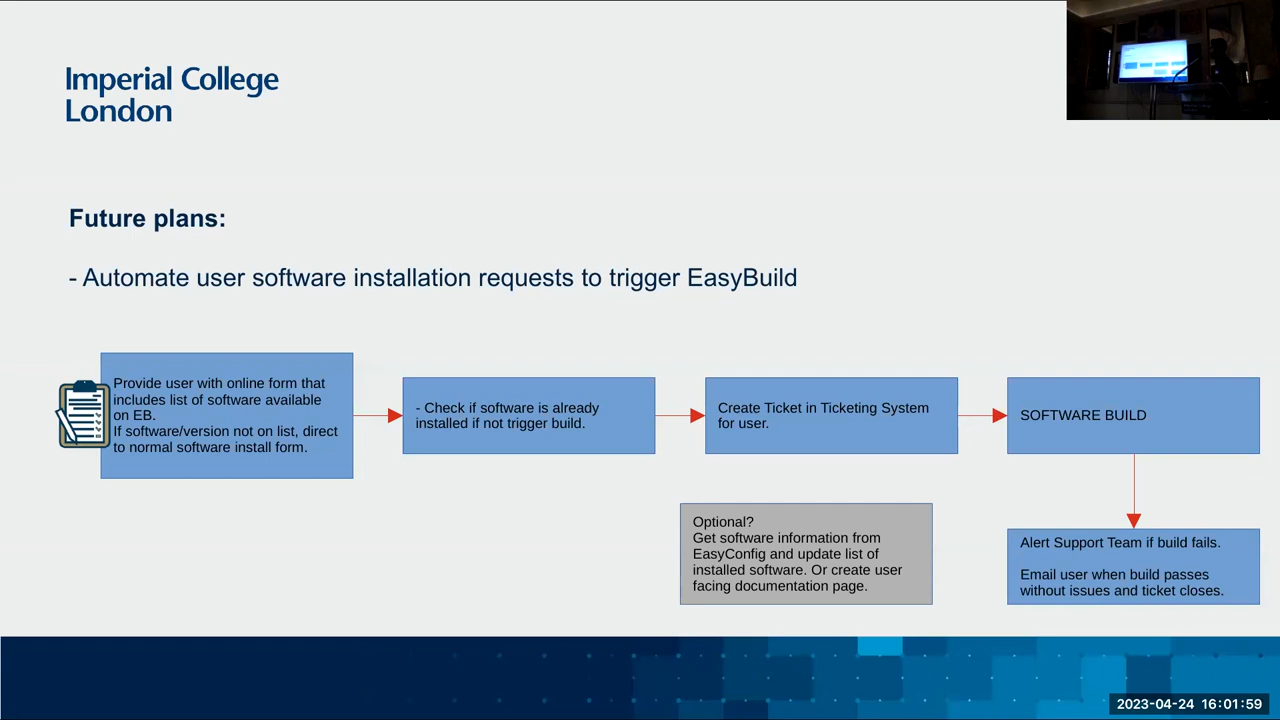 Imperial College
London
Future plans:
- Automate user software installation requests to trigger EasyBuild
Provide user with online form that
includes list of software available
on EB.
If software/version not on list, direct
to normal software install form.
- Check if software is already
installed if not trigger build.
Create Ticket in Ticketing System
for user.
SOFTWARE BUILD
Optional?
Get software information from
EasyConfig and update list of
installed software. Or create user
facing documentation page.
Alert Support Team if build fails.
Email user when build passes
without issues and ticket closes.
2023-04-24 16:01:59